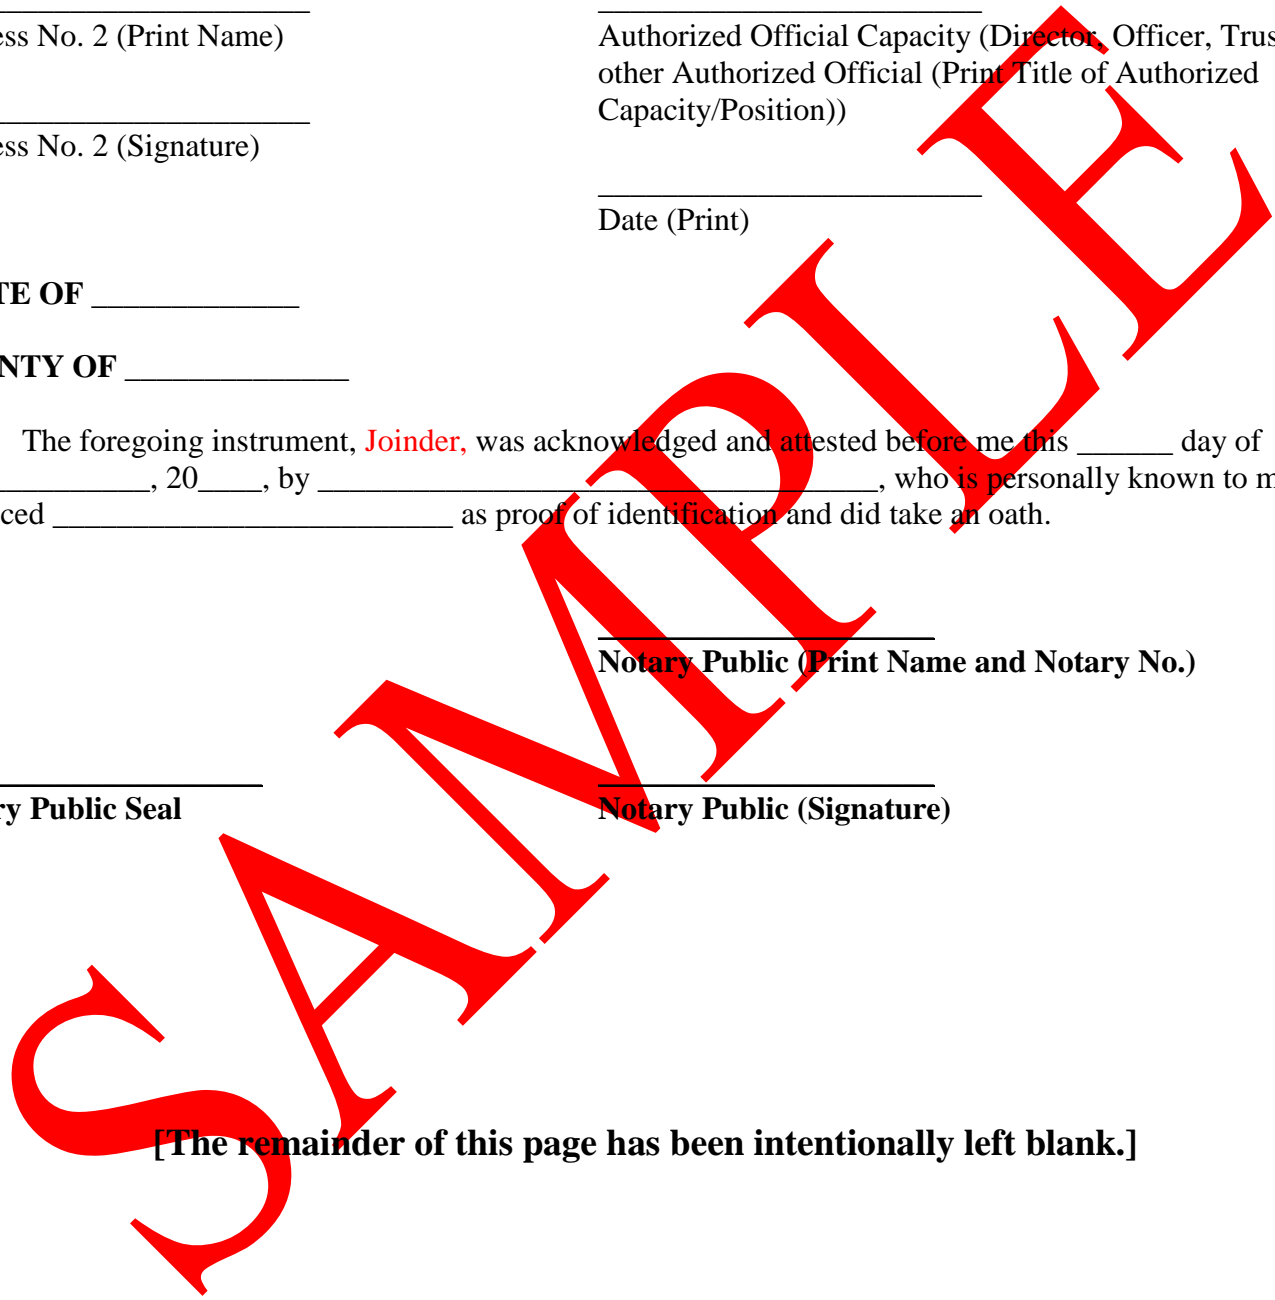 ess No. 2 (Print Name)
Authorized Official Capacity (Director, Officer, Trus
other Authorized Official (Print Title of Authorized
Capacity/Position))
ess No. 2 (Signature)
Date (Print)
TE OF _____________
NTY OF ______________
The foregoing instrument, Joinder, was acknowledged and attested before me this ______ day of
__________, 20____, by ___________________________________, who is personally known to m
ced _________________________ as proof of identification and did take an oath.
Notary Public (Print Name and Notary No.)
ry Public Seal
Notary Public (Signature)
[The remainder of this page has been intentionally left blank.]
SAMPLE